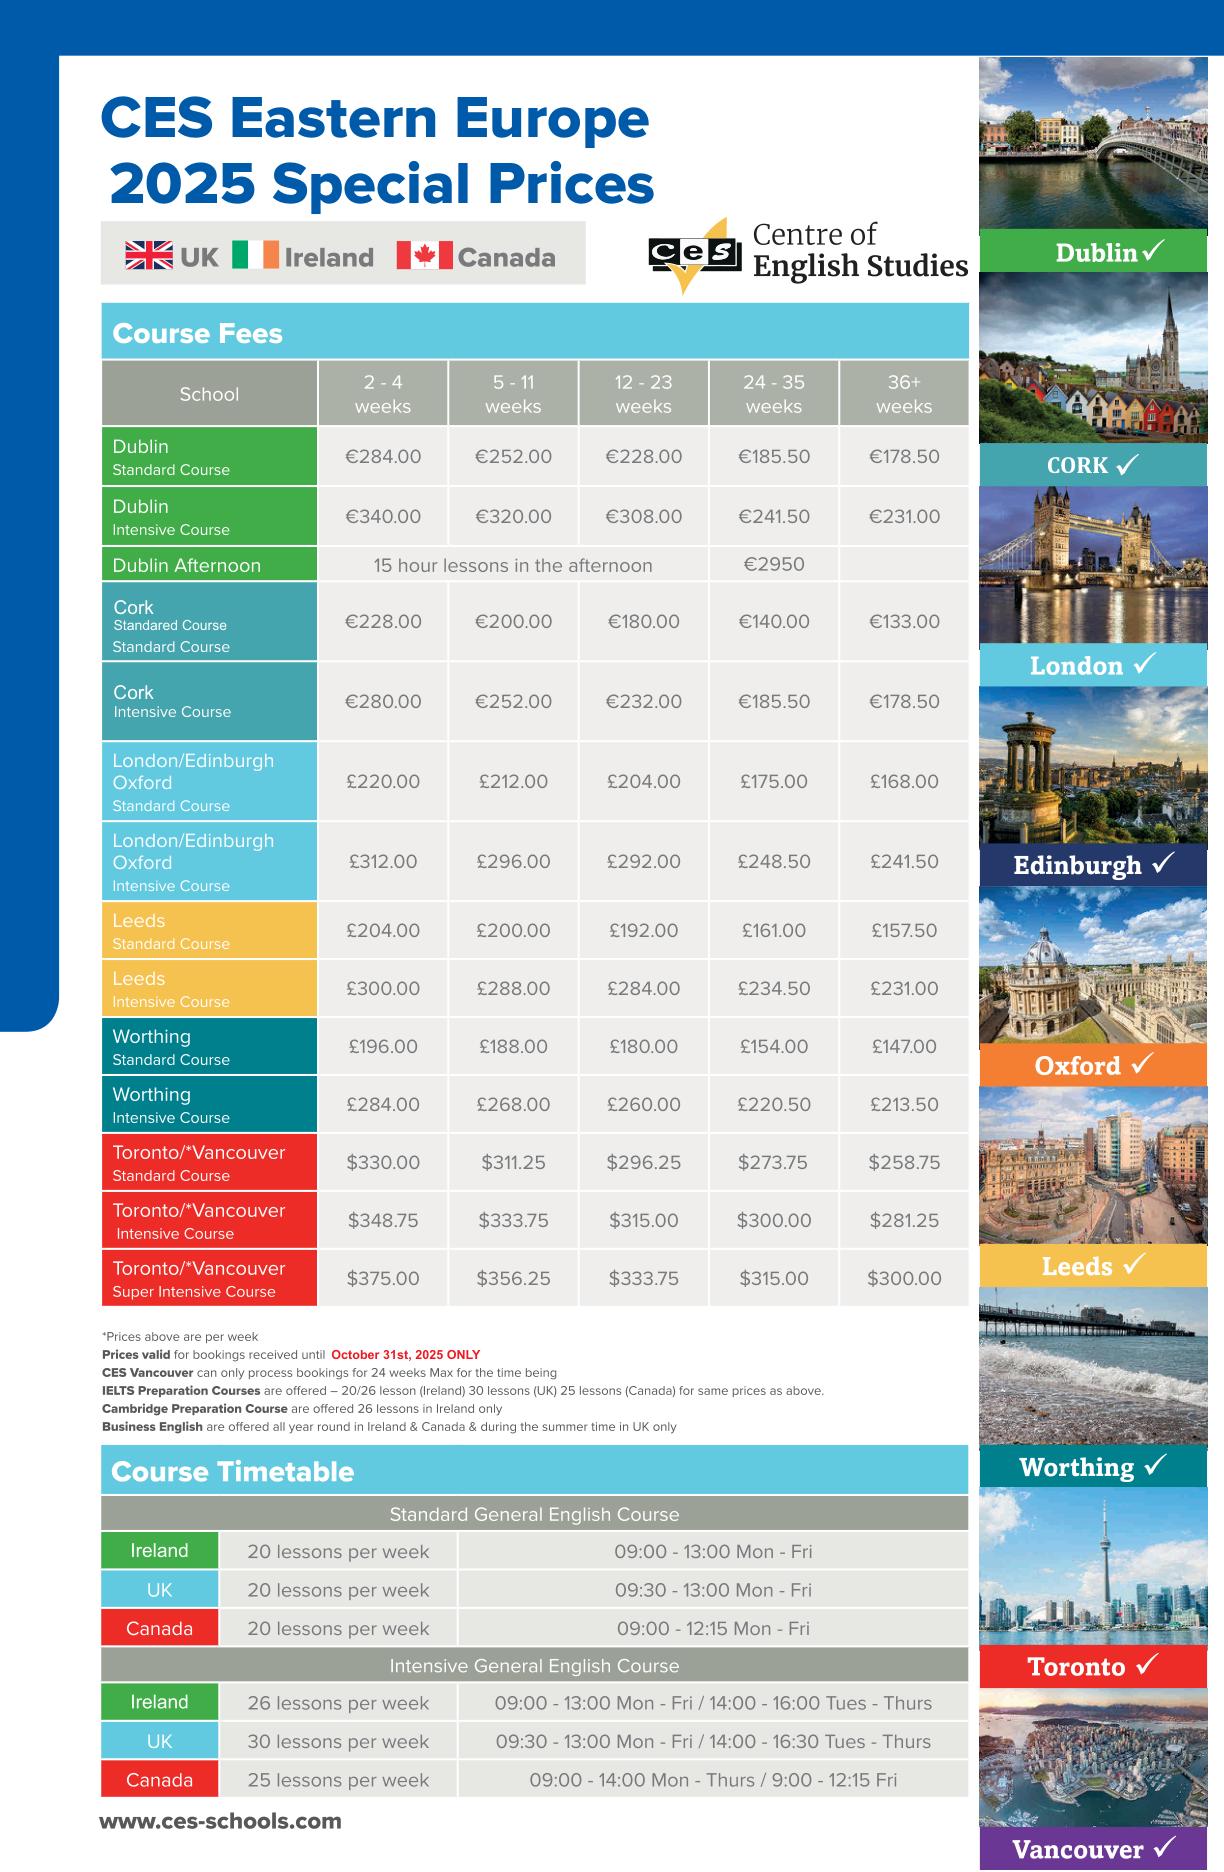 CES Eastern Europe
2025 Special Prices
UK Ireland Canada
ces
Centre of
English Studies
Course Fees
School 2 - 4 weeks 5 - 11 weeks 12 - 23 weeks 24 - 35 weeks 36+ weeks
Dublin
Standard Course €284.00 €252.00 €228.00 €185.50 €178.50
Dublin
Intensive Course €340.00 €320.00 €308.00 €241.50 €231.00
Dublin Afternoon 15 hour lessons in the afternoon €2950
Cork
Standared Course
Standard Course €228.00 €200.00 €180.00 €140.00 €133.00
Cork
Intensive Course €280.00 €252.00 €232.00 €185.50 €178.50
London/Edinburgh
Oxford
Standard Course £220.00 £212.00 £204.00 £175.00 £168.00
London/Edinburgh
Oxford
Intensive Course £312.00 £296.00 £292.00 £248.50 £241.50
Leeds
Standard Course £204.00 £200.00 £192.00 £161.00 £157.50
Leeds
Intensive Course £300.00 £288.00 £284.00 £234.50 £231.00
Worthing
Standard Course £196.00 £188.00 £180.00 £154.00 £147.00
Worthing
Intensive Course £284.00 £268.00 £260.00 £220.50 £213.50
Toronto/*Vancouver
Standard Course $330.00 $311.25 $296.25 $273.75 $258.75
Toronto/*Vancouver
Intensive Course $348.75 $333.75 $315.00 $300.00 $281.25
Toronto/*Vancouver
Super Intensive Course $375.00 $356.25 $333.75 $315.00 $300.00
*Prices above are per week
Prices valid for bookings received until October 31st, 2025 ONLY
CES Vancouver can only process bookings for 24 weeks Max for the time being
IELTS Preparation Courses are offered – 20/26 lesson (Ireland) 30 lessons (UK) 25 lessons (Canada) for same prices as above.
Cambridge Preparation Course are offered 26 lessons in Ireland only
Business English are offered all year round in Ireland & Canada & during the summer time in UK only
Course Timetable
Standard General English Course
Ireland 20 lessons per week 09:00 - 13:00 Mon - Fri
UK 20 lessons per week 09:30 - 13:00 Mon - Fri
Canada 20 lessons per week 09:00 - 12:15 Mon - Fri
Intensive General English Course
Ireland 26 lessons per week 09:00 - 13:00 Mon - Fri / 14:00 - 16:00 Tues - Thurs
UK 30 lessons per week 09:30 - 13:00 Mon - Fri / 14:00 - 16:30 Tues - Thurs
Canada 25 lessons per week 09:00 - 14:00 Mon - Thurs / 9:00 - 12:15 Fri
www.ces-schools.com
Dublin ✓
CORK ✓
London ✓
Edinburgh ✓
Oxford ✓
Leeds ✓
Worthing ✓
Toronto ✓
Vancouver ✓